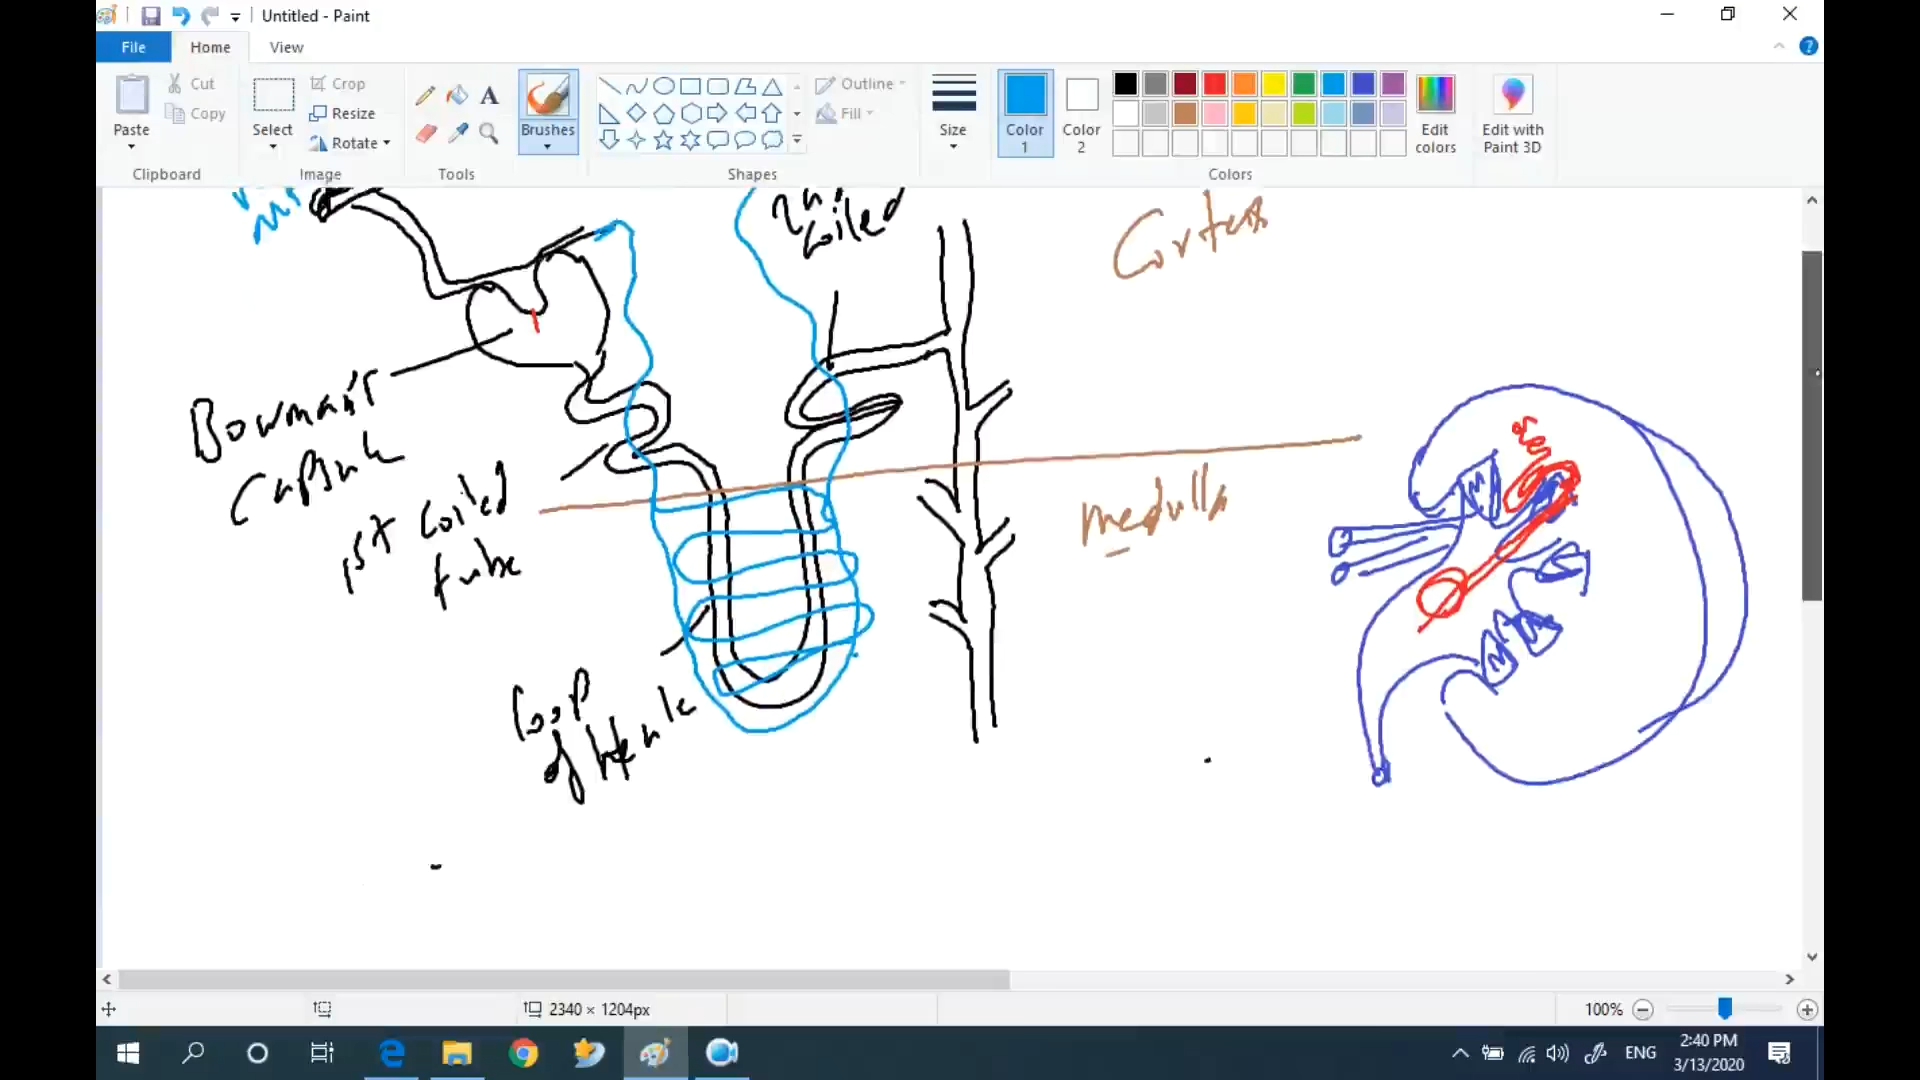 Untitled - Paint
File
Home
View
Paste
Cut
Copy
Clipboard
Select
Crop
Resize
Rotate
Image
Tools
Brushes
Shapes
Outline
Fill
Size
Color
1
Color
2
Edit
colors
Edit with
Paint 3D
Colors
coiled
Cortex
Bowman's
Capsule
1st Coiled
tube
medulla
loop
of Henle
2340 × 1204px
100%
ENG
2:40 PM
3/13/2020